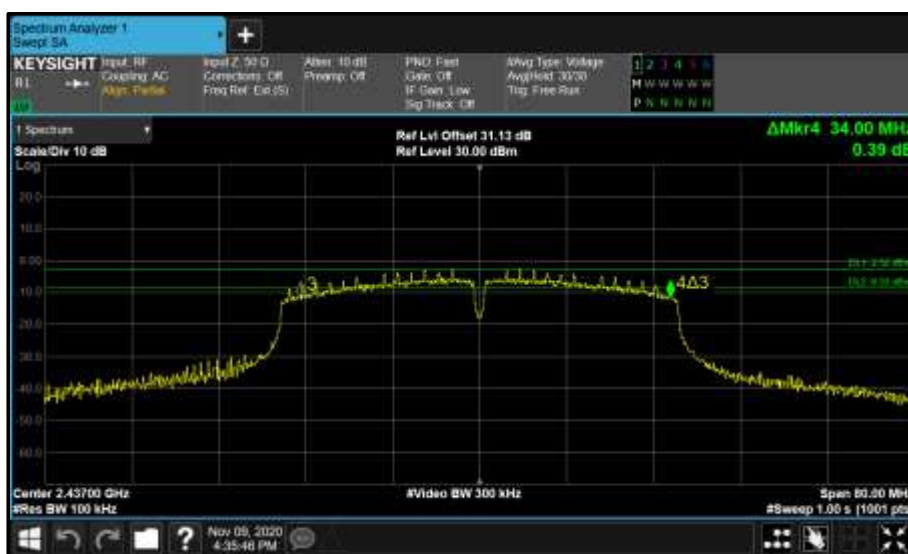 Spectrum Analyzer 1
Swept SA
+
KEYSIGHT
R L
Input: RF
Coupling: AC
Align: Partial
Input Z: 50 Ω
Corrections: Off
Freq Ref: Ext (S)
Atten: 10 dB
Preamp: Off
PNO: Fast
Gate: Off
IF Gain: Low
Sig Track: Off
#Avg Type: Voltage
Avg|Hold: 30/30
Trig: Free Run
1 2 3 4 5 6
M W W W W W
P N N N N N
1 Spectrum
Scale/Div 10 dB
Ref Lvl Offset 31.13 dB
Ref Level 30.00 dBm
ΔMkr4 34.00 MHz
0.39 dB
Log
20.0
10.0
0.00
-10.0
-20.0
-30.0
-40.0
-50.0
-60.0
3
4Δ3
Center 2.43700 GHz
#Res BW 100 kHz
#Video BW 300 kHz
Span 80.00 MHz
#Sweep 1.00 s (1001 pts
?
Nov 09, 2020
4:35:46 PM